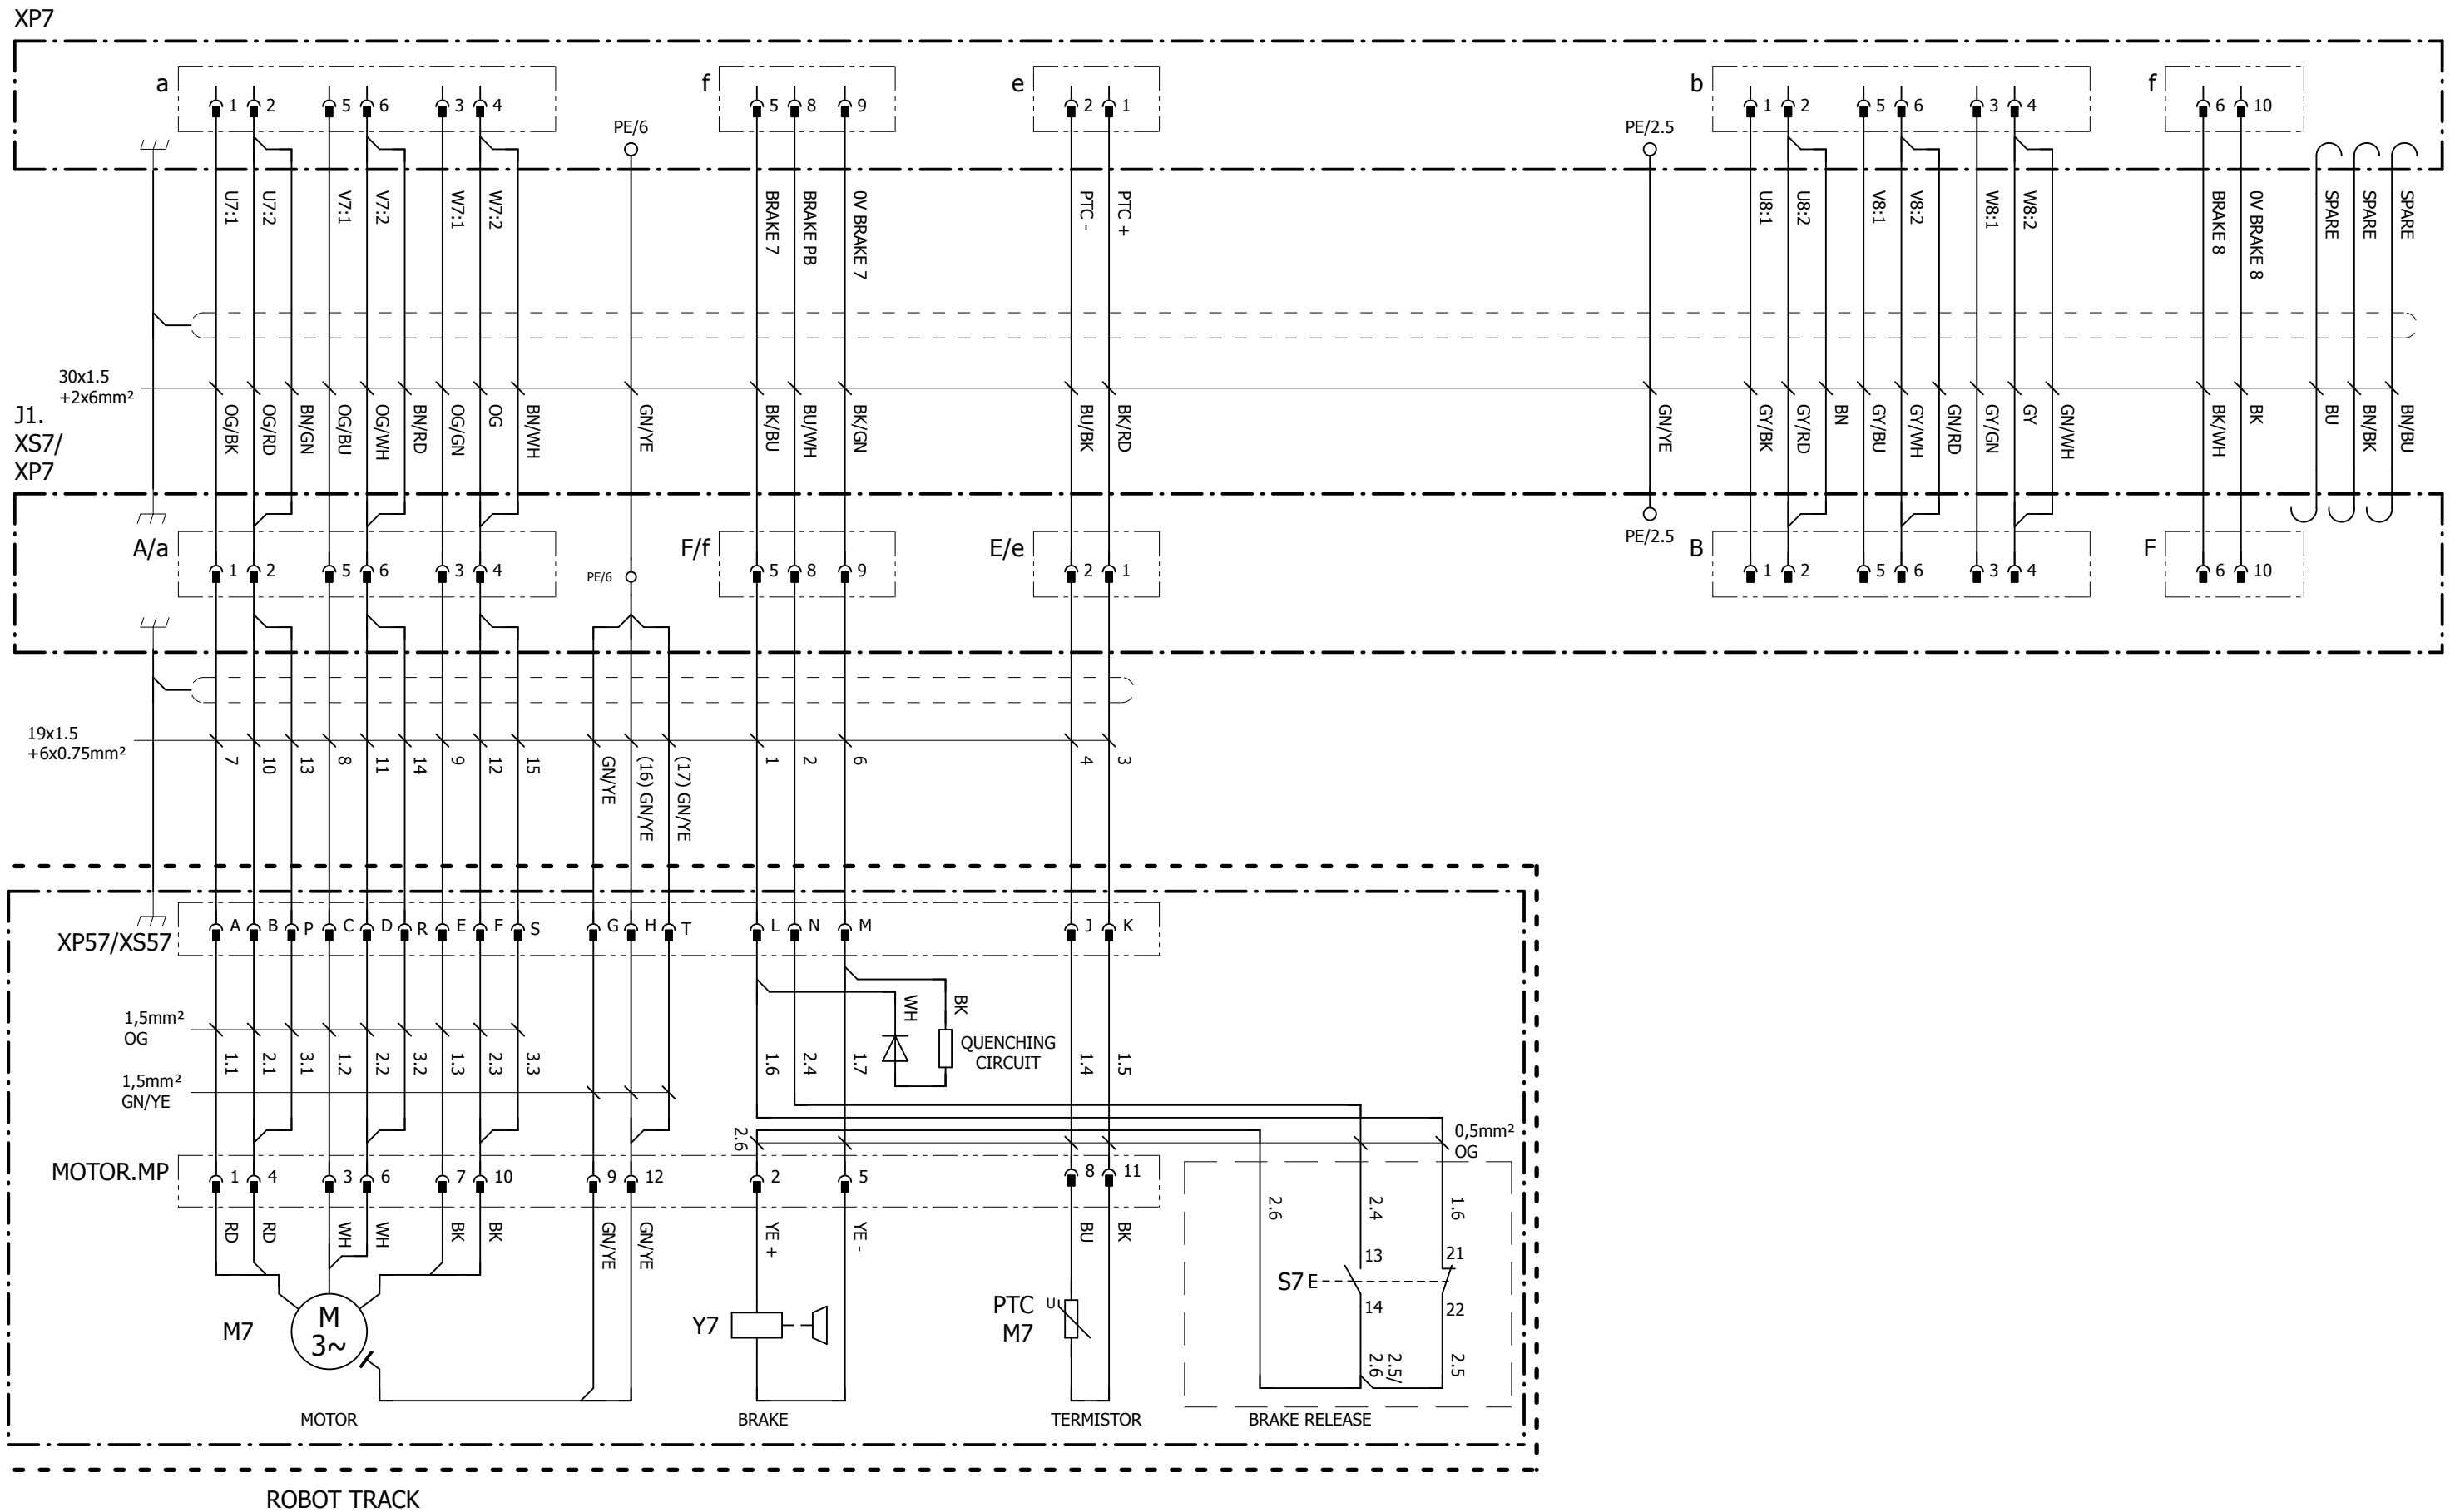 XP7
a
1
2
5
6
3
4
PE/6
f
5
8
9
e
2
1
PE/2.5
b
1
2
5
6
3
4
f
6
10
U7:1
U7:2
V7:1
V7:2
W7:1
W7:2
BRAKE 7
BRAKE PB
0V BRAKE 7
PTC -
PTC +
U8:1
U8:2
V8:1
V8:2
W8:1
W8:2
BRAKE 8
0V BRAKE 8
SPARE
SPARE
SPARE
30x1.5
+2x6mm²
OG/BK
OG/RD
BN/GN
OG/BU
OG/WH
BN/RD
OG/GN
OG
BN/WH
GN/YE
BK/BU
BU/WH
BK/GN
BU/BK
BK/RD
GN/YE
GY/BK
GY/RD
BN
GY/BU
GY/WH
GN/RD
GY/GN
GY
GN/WH
BK/WH
BK
BU
BN/BK
BN/BU
J1.
XS7/
XP7
A/a
1
2
5
6
3
4
PE/6
F/f
5
8
9
E/e
2
1
PE/2.5
B
1
2
5
6
3
4
F
6
10
19x1.5
+6x0.75mm²
7
10
13
8
11
14
9
12
15
GN/YE
(16) GN/YE
(17) GN/YE
1
2
6
4
3
XP57/XS57
A
B
P
C
D
R
E
F
S
G
H
T
L
N
M
J
K
WH
BK
QUENCHING
CIRCUIT
1,5mm²
OG
1.1
2.1
3.1
1.2
2.2
3.2
1.3
2.3
3.3
1.6
2.4
1.7
1.4
1.5
1,5mm²
GN/YE
2.6
0,5mm²
OG
MOTOR.MP
1
4
3
6
7
10
9
12
2
5
8
11
RD
RD
WH
WH
BK
BK
GN/YE
GN/YE
YE +
YE -
BU
BK
2.6
2.4
1.6
13
21
S7
14
22
M7
M
3~
Y7
PTC
M7
U
2.5/
2.6
2.5
MOTOR
BRAKE
TERMISTOR
BRAKE RELEASE
ROBOT TRACK